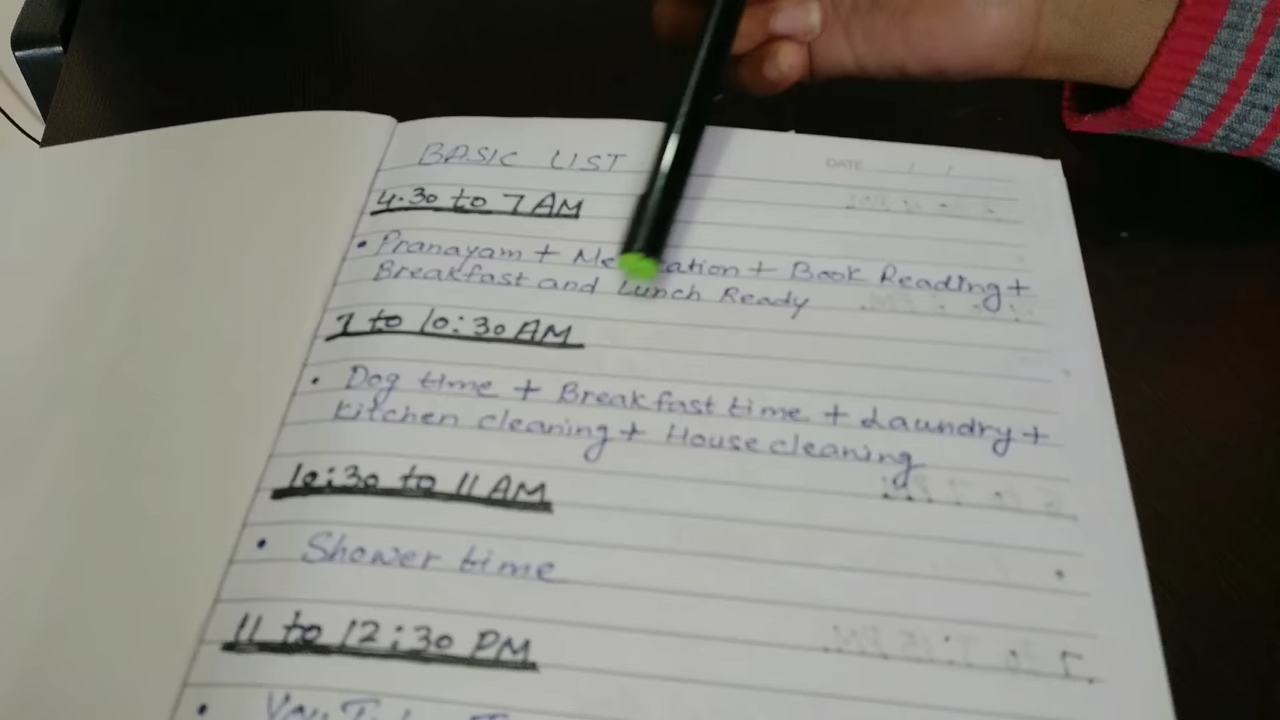 BASIC LIST
DATE / /
4.30 to 7 AM
• Pranayam + Me ation + Book Reading +
Breakfast and Lunch Ready
7 to 10:30 AM
• Dog time + Breakfast time + Laundry +
kitchen cleaning + House cleaning
10:30 to 11 AM
• Shower time
11 to 12:30 PM